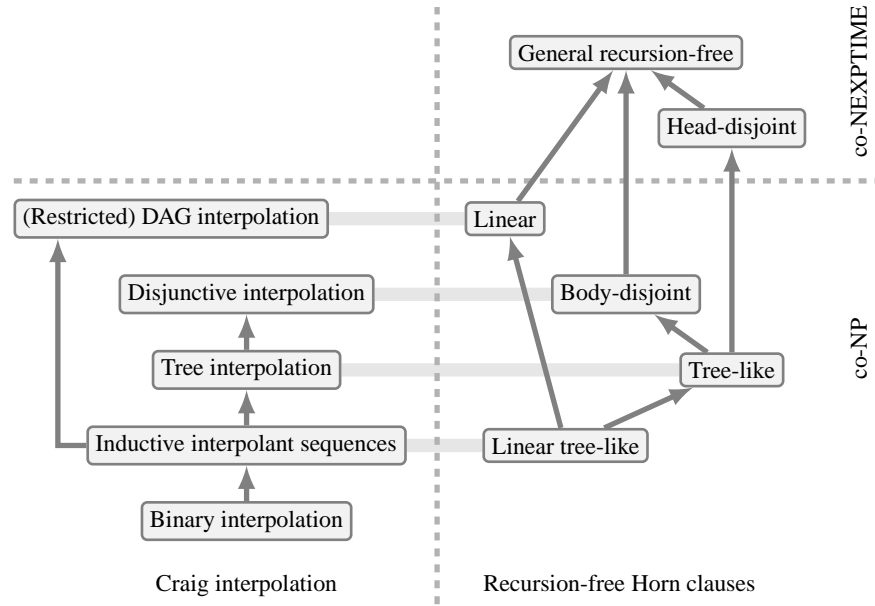 General recursion-free
Head-disjoint
co-NEXPTIME
(Restricted) DAG interpolation
Linear
Disjunctive interpolation
Body-disjoint
Tree interpolation
Tree-like
co-NP
Inductive interpolant sequences
Linear tree-like
Binary interpolation
Craig interpolation
Recursion-free Horn clauses